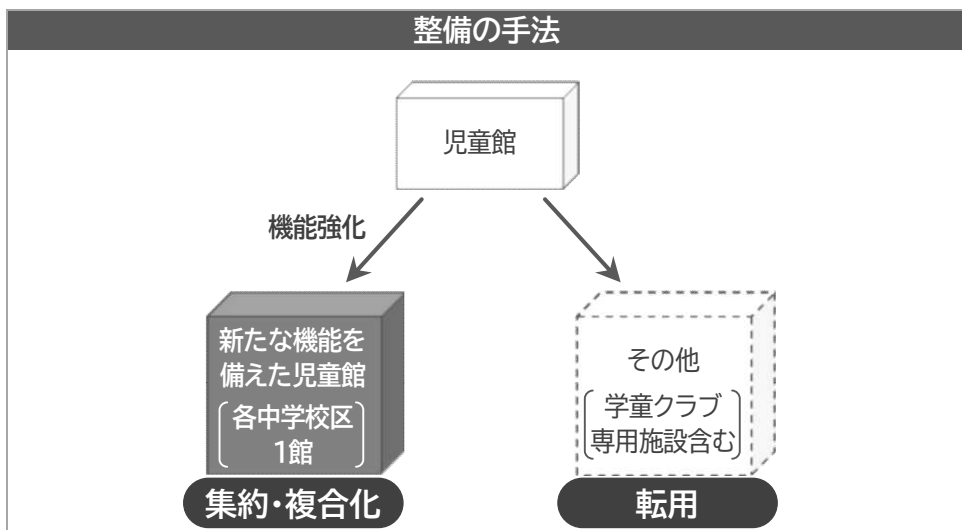 整備の手法
児童館
機能強化
新たな機能を
備えた児童館
各中学校区
1館
集約・複合化
その他
学童クラブ
専用施設含む
転用